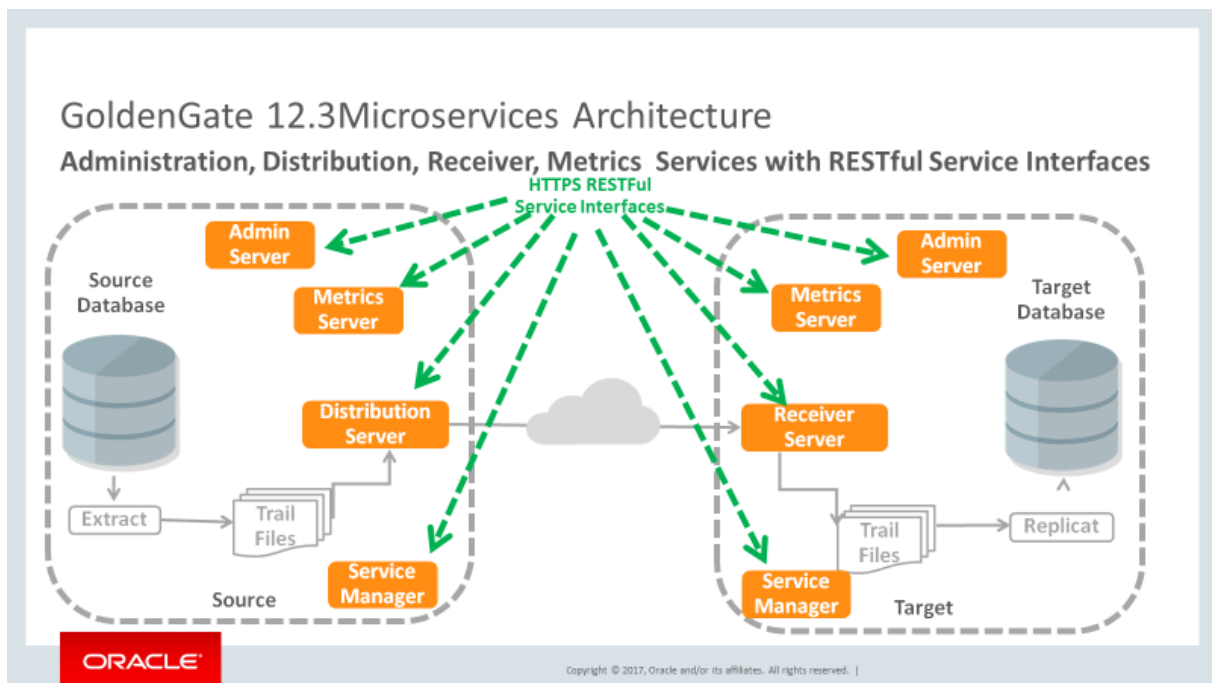 GoldenGate 12.3Microservices Architecture
Administration, Distribution, Receiver, Metrics Services with RESTful Service Interfaces
HTTPS RESTFul
Service Interfaces
Admin
Server
Metrics
Server
Source
Database
Distribution
Server
Extract
Trail
Files
Service
Manager
Source
Admin
Server
Metrics
Server
Target
Database
Receiver
Server
Trail
Files
Replicat
Service
Manager
Target
ORACLE®
Copyright © 2017, Oracle and/or its affiliates. All rights reserved. |